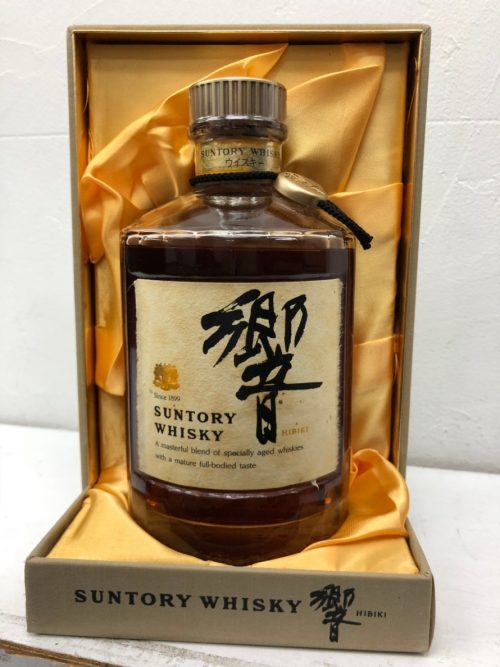 SUNTORY WHISKY
ウイスキー
響
Since 1899
SUNTORY
WHISKY
HIBIKI
A masterful blend of specially aged whiskies
with a mature full-bodied taste
SUNTORY WHISKY 響 HIBIKI